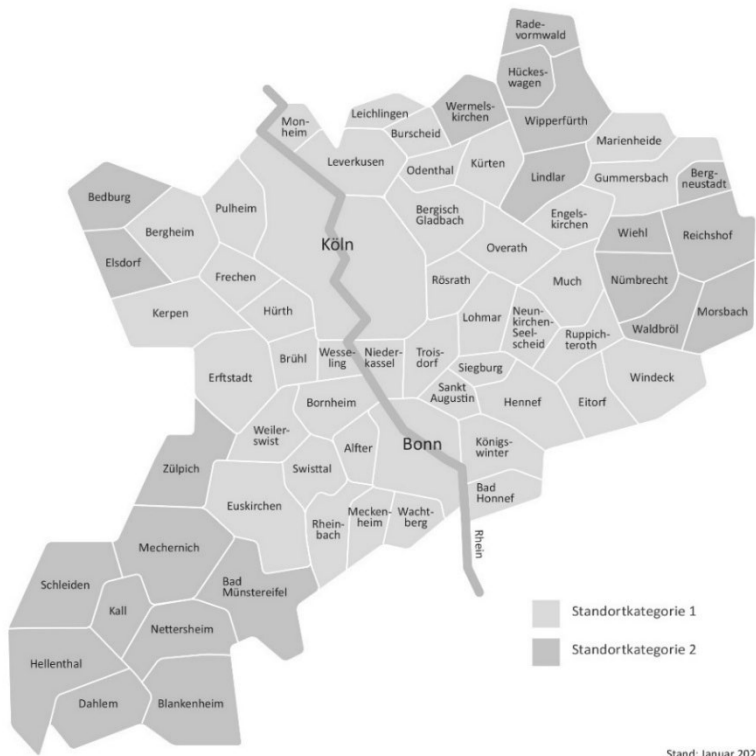 Rade-
vormwald
Hückes-
wagen
Wermels-
kirchen
Wipperfürth
Leichlingen
Mon-
heim
Burscheid
Marienheide
Leverkusen
Odenthal
Kürten
Lindlar
Gummersbach
Berg-
neustadt
Bedburg
Pulheim
Bergheim
Bergisch
Gladbach
Engels-
kirchen
Wiehl
Reichshof
Köln
Overath
Elsdorf
Frechen
Rösrath
Much
Nümbrecht
Kerpen
Hürth
Lohmar
Neun-
kirchen-
Seel-
scheid
Ruppich-
teroth
Waldbröl
Morsbach
Brühl
Wesse-
ling
Nieder-
kassel
Trois-
dorf
Siegburg
Windeck
Erftstadt
Sankt
Augustin
Hennef
Eitorf
Bornheim
Weiler-
swist
Alfter
Bonn
Königs-
winter
Zülpich
Swisttal
Euskirchen
Rhein-
bach
Mecken-
heim
Wacht-
berg
Bad
Honnef
Rhein
Mechernich
Schleiden
Kall
Bad
Münstereifel
Nettersheim
Hellenthal
Dahlem
Blankenheim
Standortkategorie 1
Standortkategorie 2
Stand: Januar 202